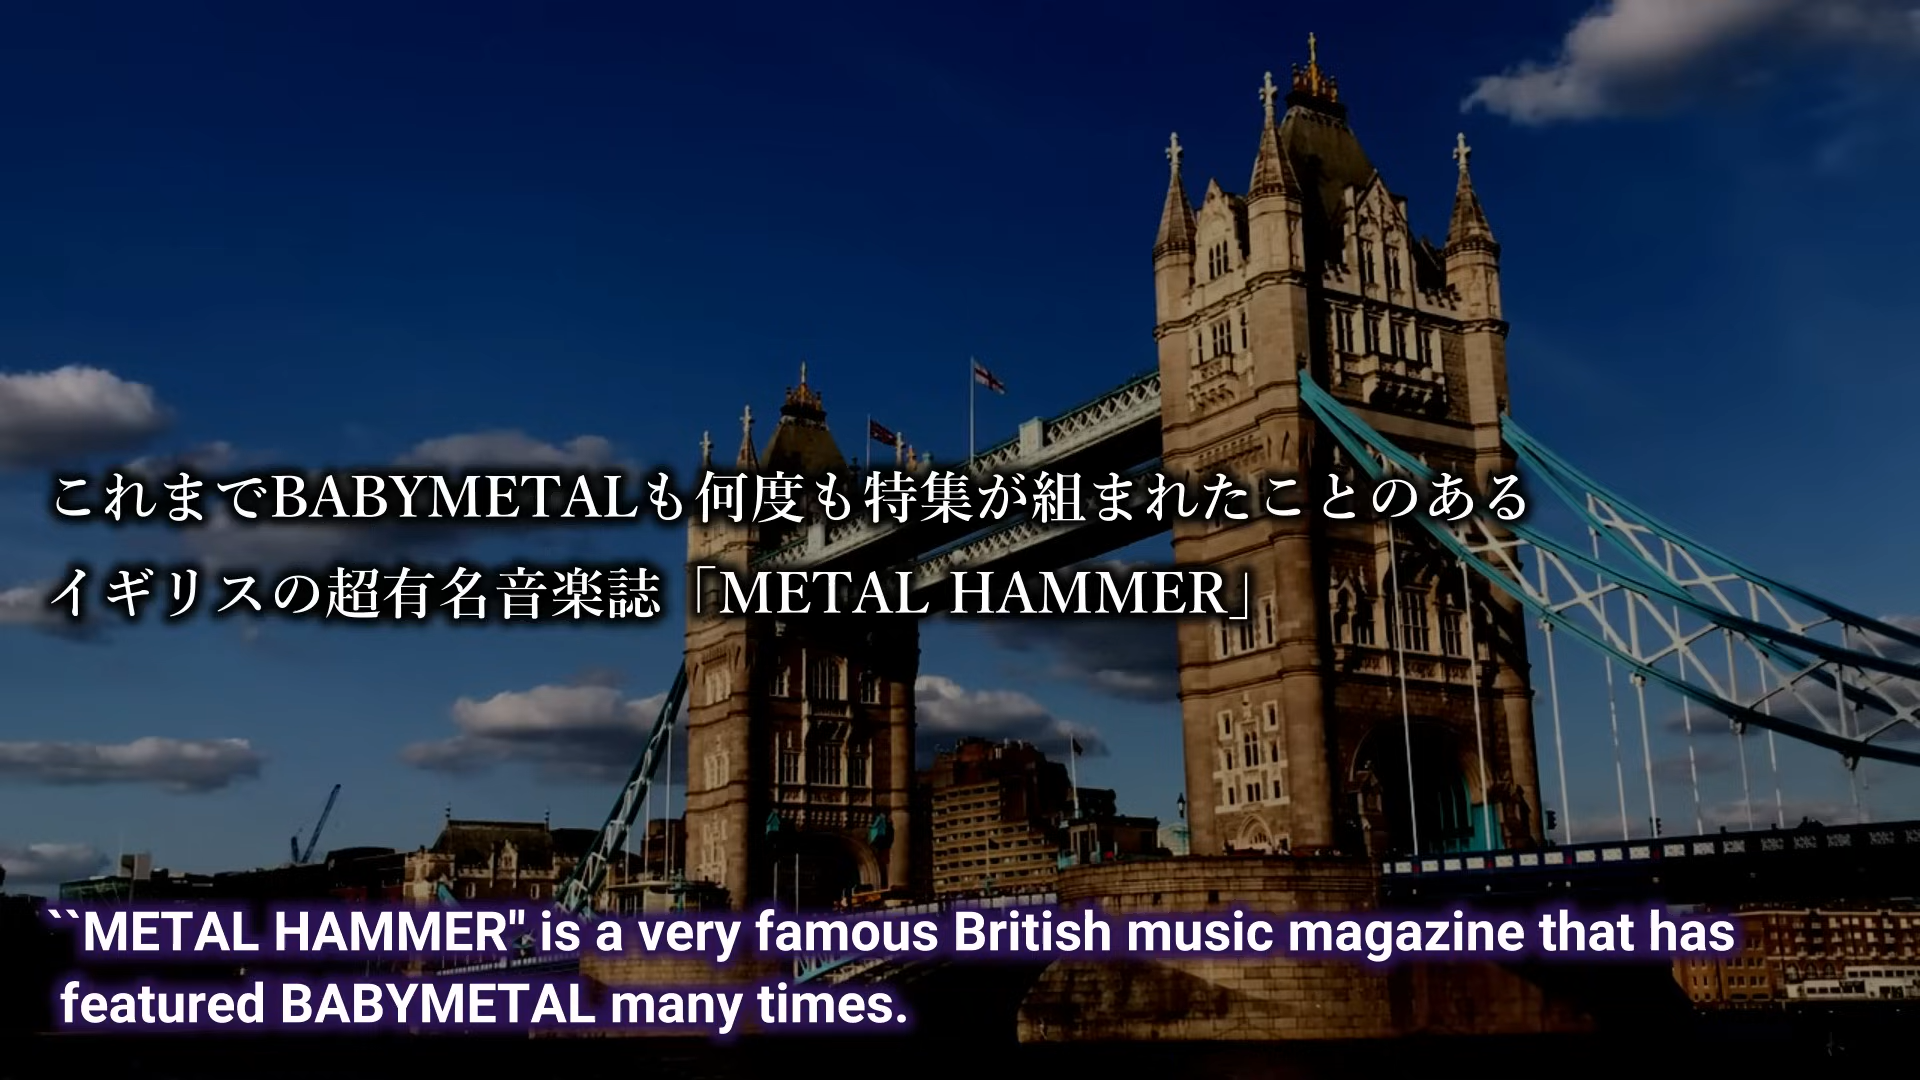 これまでBABYMETALも何度も特集が組まれたことのある
イギリスの超有名音楽誌「METAL HAMMER」
``METAL HAMMER" is a very famous British music magazine that has
featured BABYMETAL many times.